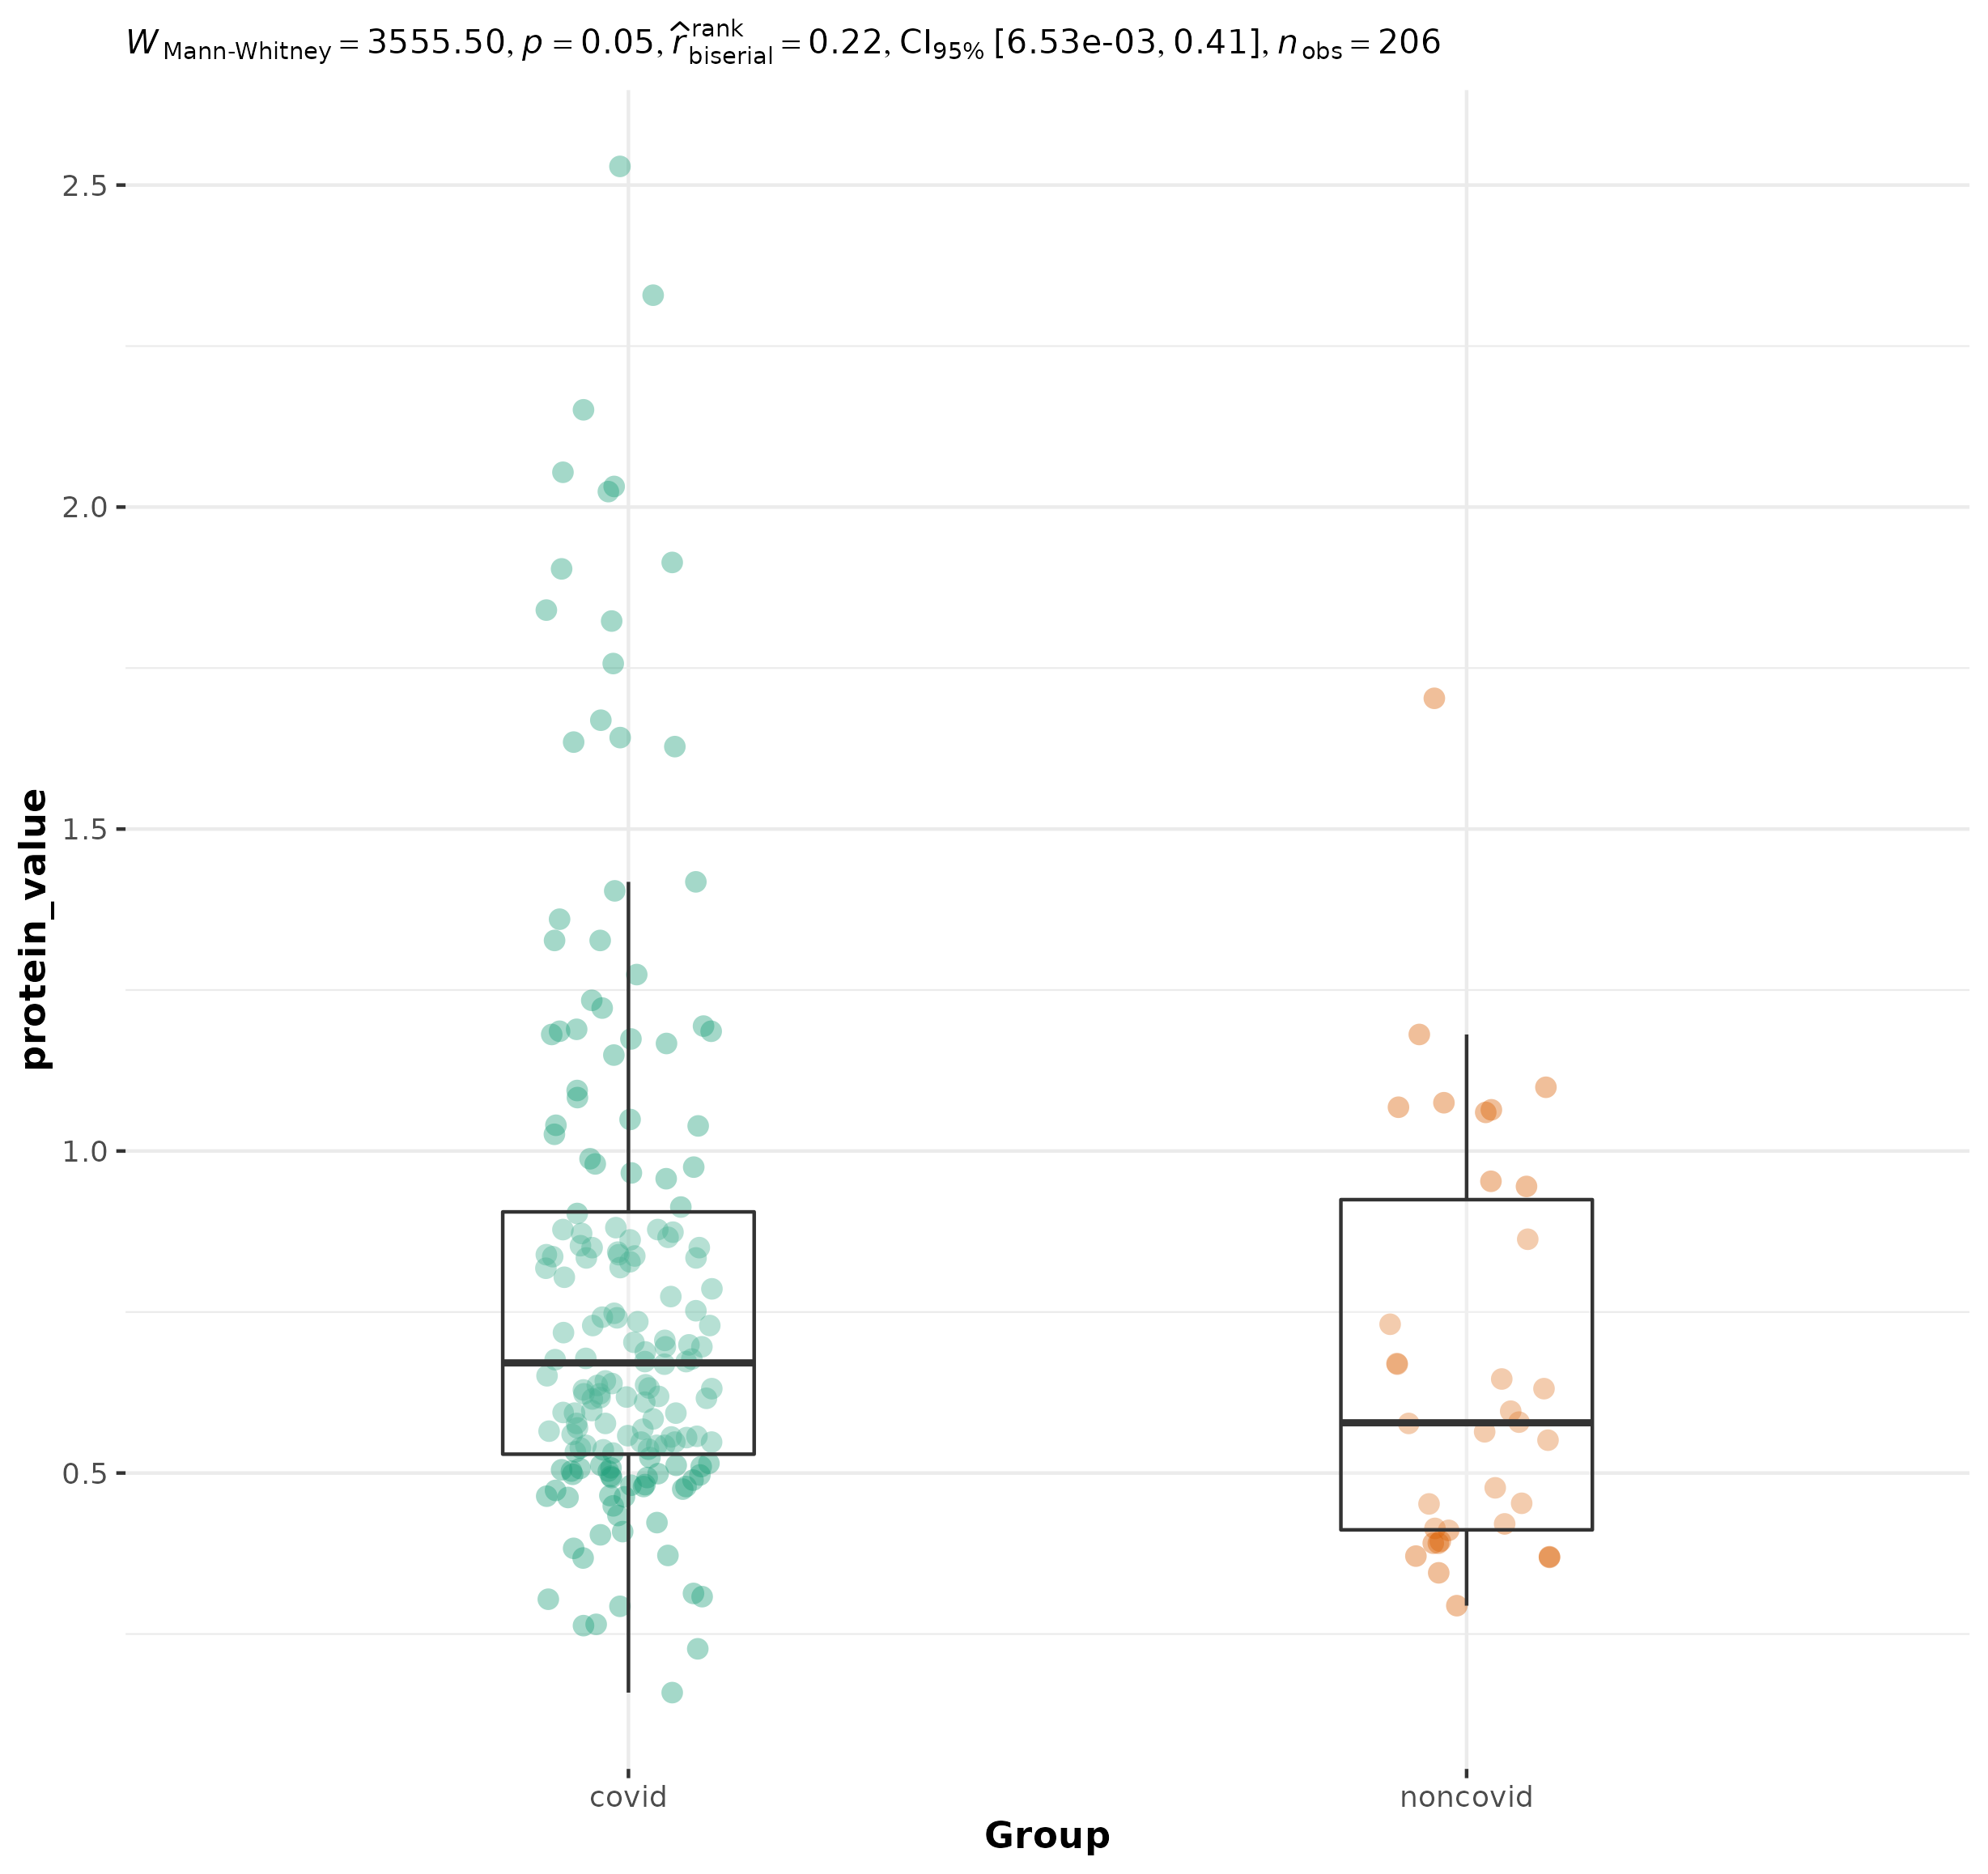 W Mann-Whitney = 3555.50, p = 0.05, r̂ rank biserial = 0.22, CI95% [6.53e-03, 0.41], n obs = 206
protein_value
2.5
2.0
1.5
1.0
0.5
covid noncovid
Group